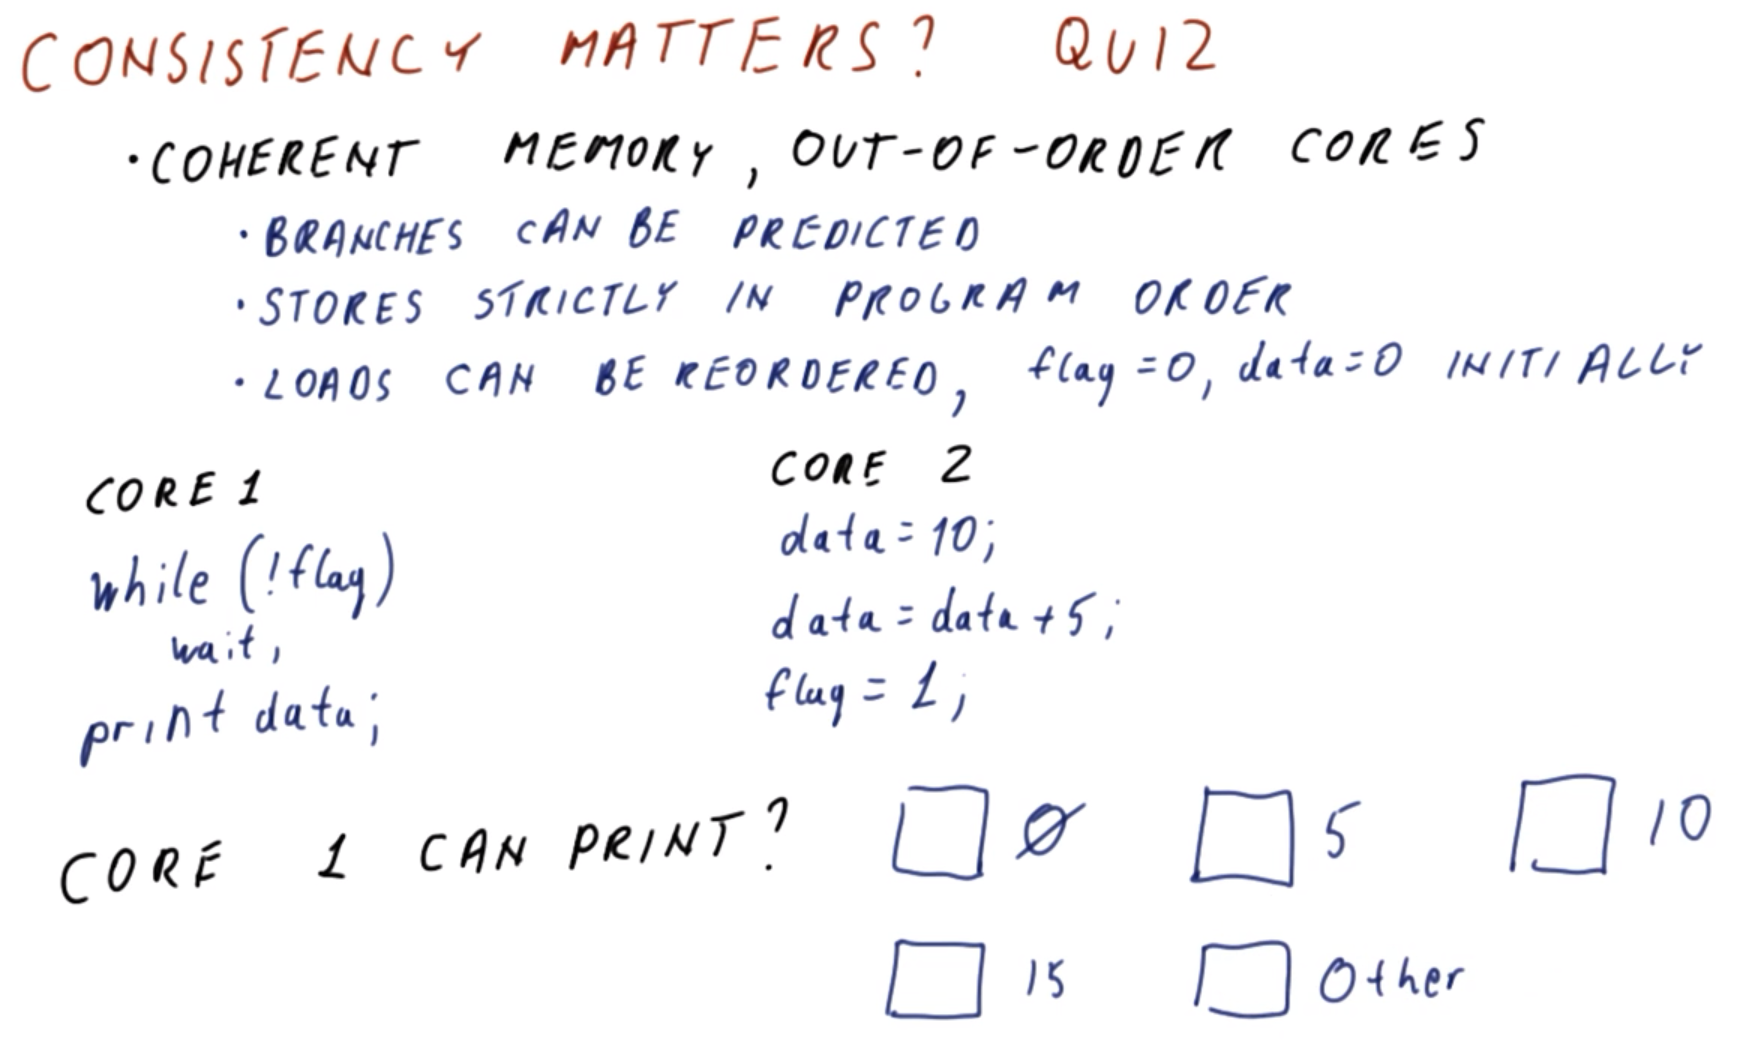 CONSISTENCY MATTERS? QUIZ
• COHERENT MEMORY, OUT-OF-ORDER CORES
• BRANCHES CAN BE PREDICTED
• STORES STRICTLY IN PROGRAM ORDER
• LOADS CAN BE REORDERED, flag=0, data=0 INITIALLY
CORE 1
while (!flag)
wait,
print data;
CORE 2
data = 10;
data = data + 5;
flag = 1;
CORE 1 CAN PRINT?
0
5
10
15
Other